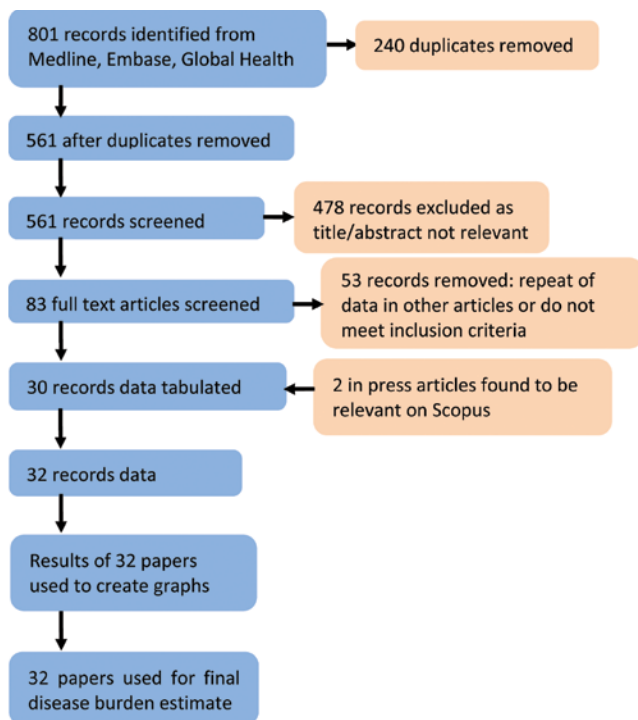 801 records identified from
Medline, Embase, Global Health
240 duplicates removed
561 after duplicates removed
561 records screened
478 records excluded as
title/abstract not relevant
83 full text articles screened
53 records removed: repeat of
data in other articles or do not
meet inclusion criteria
30 records data tabulated
2 in press articles found to be
relevant on Scopus
32 records data
Results of 32 papers
used to create graphs
32 papers used for final
disease burden estimate